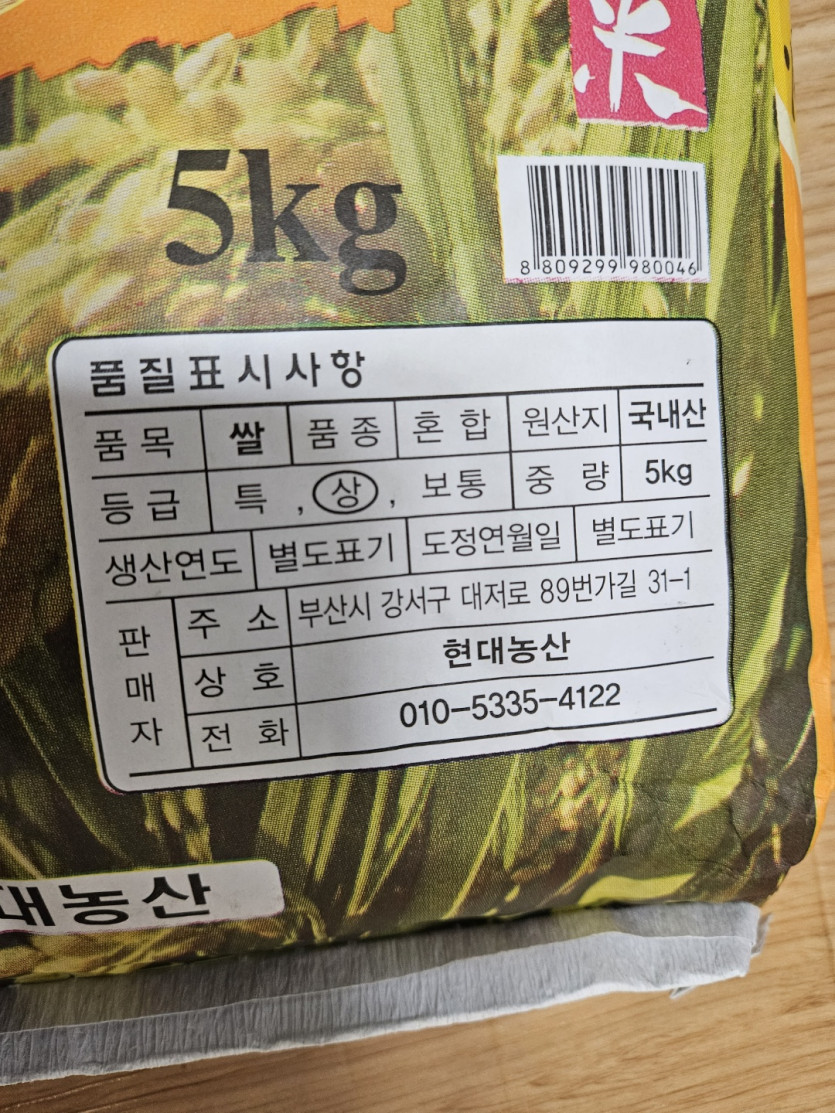 米
5kg
8 809299 980046
품질표시사항
품목 쌀 품종 혼합 원산지 국내산
등급 특, 상, 보통 중량 5kg
생산연도 별도표기 도정연월일 별도표기
판매자
주소 부산시 강서구 대저로 89번가길 31-1
상호 현대농산
전화 010-5335-4122
대농산